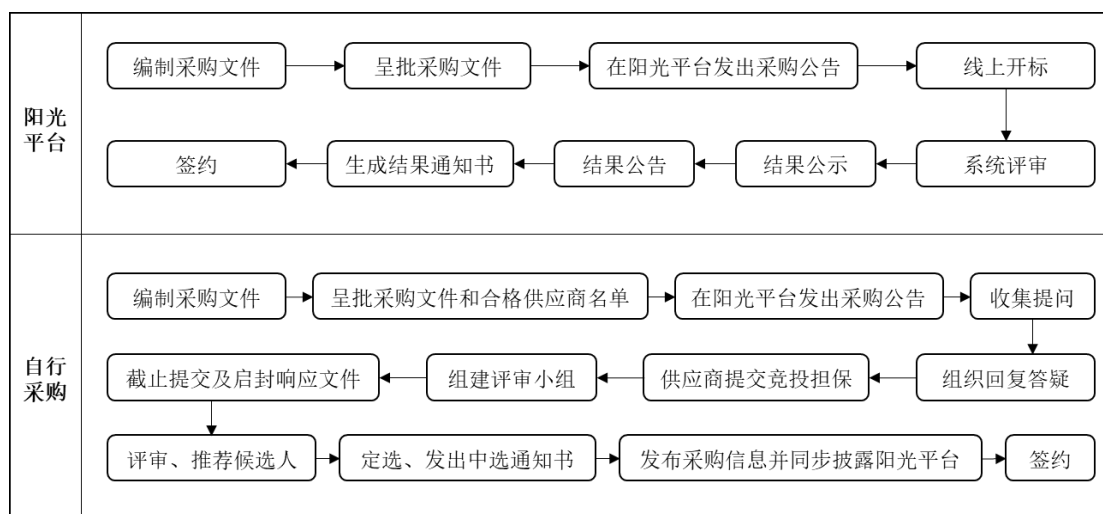 阳光
平台
编制采购文件
呈批采购文件
在阳光平台发出采购公告
线上开标
系统评审
结果公示
结果公告
生成结果通知书
签约
自行
采购
编制采购文件
呈批采购文件和合格供应商名单
在阳光平台发出采购公告
收集提问
组织回复答疑
供应商提交竞投担保
组建评审小组
截止提交及启封响应文件
评审、推荐候选人
定选、发出中选通知书
发布采购信息并同步披露阳光平台
签约